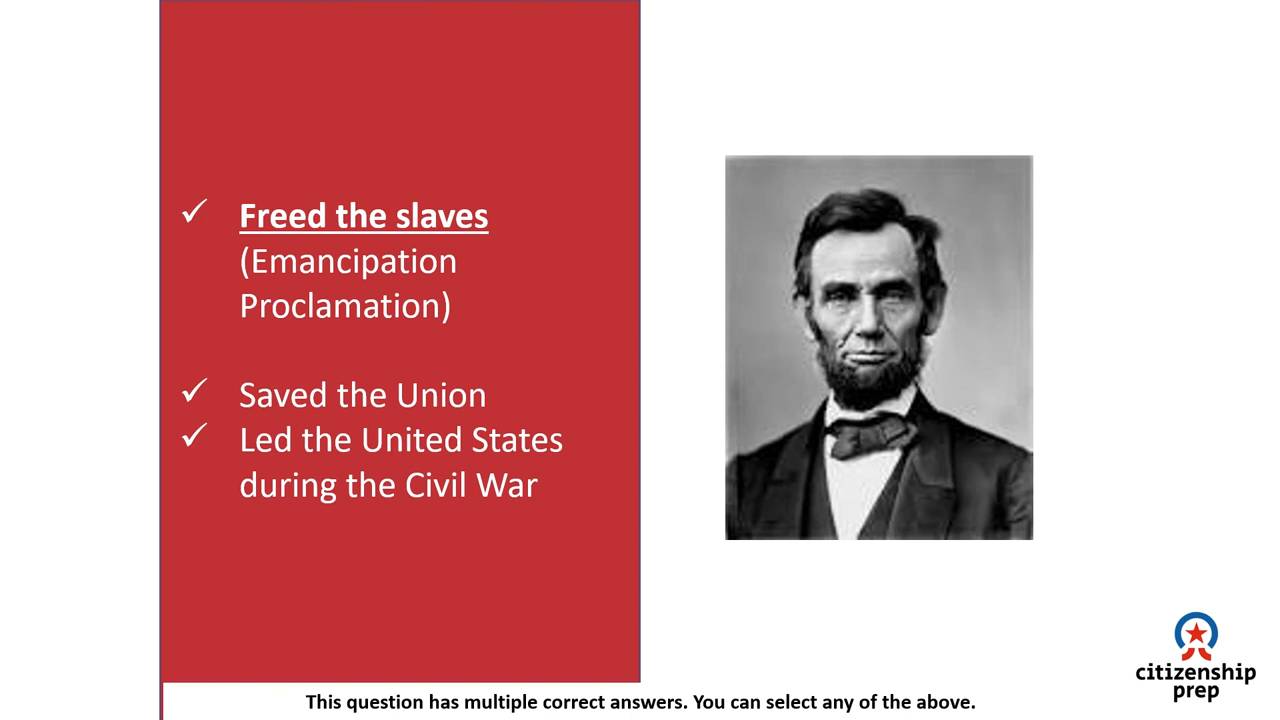 ✓ Freed the slaves
(Emancipation
Proclamation)
✓ Saved the Union
✓ Led the United States
during the Civil War
This question has multiple correct answers. You can select any of the above.
citizenship
prep